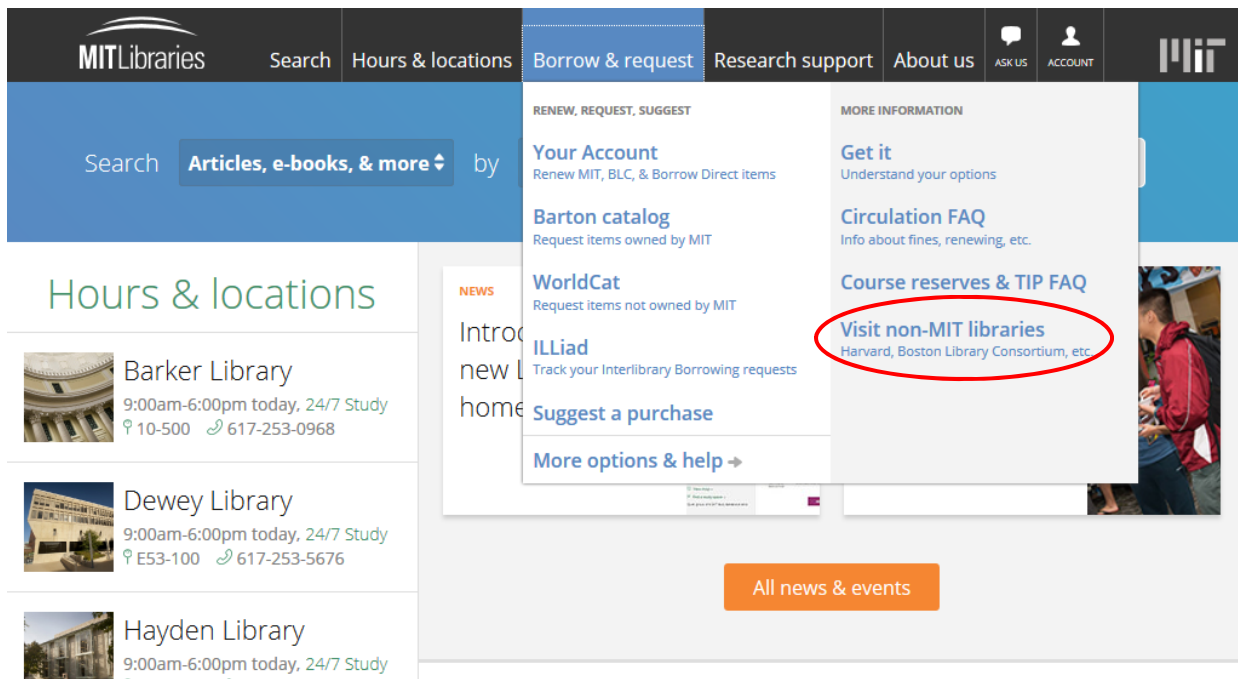 MITLibraries
Search
Hours & locations
Borrow & request
Research support
About us
ASK US
ACCOUNT
MIT
Search
Articles, e-books, & more
by
RENEW, REQUEST, SUGGEST
Your Account
Renew MIT, BLC, & Borrow Direct items
Barton catalog
Request items owned by MIT
WorldCat
Request items not owned by MIT
ILLiad
Track your Interlibrary Borrowing requests
Suggest a purchase
More options & help
MORE INFORMATION
Get it
Understand your options
Circulation FAQ
Info about fines, renewing, etc.
Course reserves & TIP FAQ
Visit non-MIT libraries
Harvard, Boston Library Consortium, etc.
Hours & locations
Barker Library
9:00am-6:00pm today, 24/7 Study
10-500 617-253-0968
Dewey Library
9:00am-6:00pm today, 24/7 Study
E53-100 617-253-5676
Hayden Library
9:00am-6:00pm today, 24/7 Study
NEWS
new
All news & events